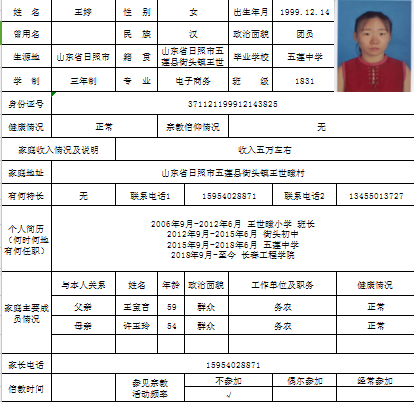 姓 名 王婷 性 别 女 出生年月 1999.12.14
曾用名 民 族 汉 政治面貌 团员
生源地 山东省日照市 籍 贯 山东省日照市五莲县街头镇王世 毕业学校 五莲中学
学 制 三年制 专 业 电子商务 班 级 1831
身份证号 371121199912143825
健康情况 正常 宗教信仰情况 无
家庭收入情况及说明 收入五万左右
家庭地址 山东省日照市五莲县街头镇王世疃村
有何特长 无 联系电话1 15954028871 联系电话2 13455013727
个人简历
(何时何地
有何任职)
2006年9月-2012年6月 王世疃小学 班长
2012年9月-2015年6月 街头初中
2015年9月-2018年6月 五莲中学
2018年9月-至今 长春工程学院
家庭主要成员情况
与本人关系 姓名 年龄 政治面貌 工作单位及职务 健康情况
父亲 王宝言 59 群众 务农 正常
母亲 许玉玲 54 群众 务农 正常
家长电话 15954028871
信教时间 参见宗教活动频率 不参加 偶尔参加 经常参加
√